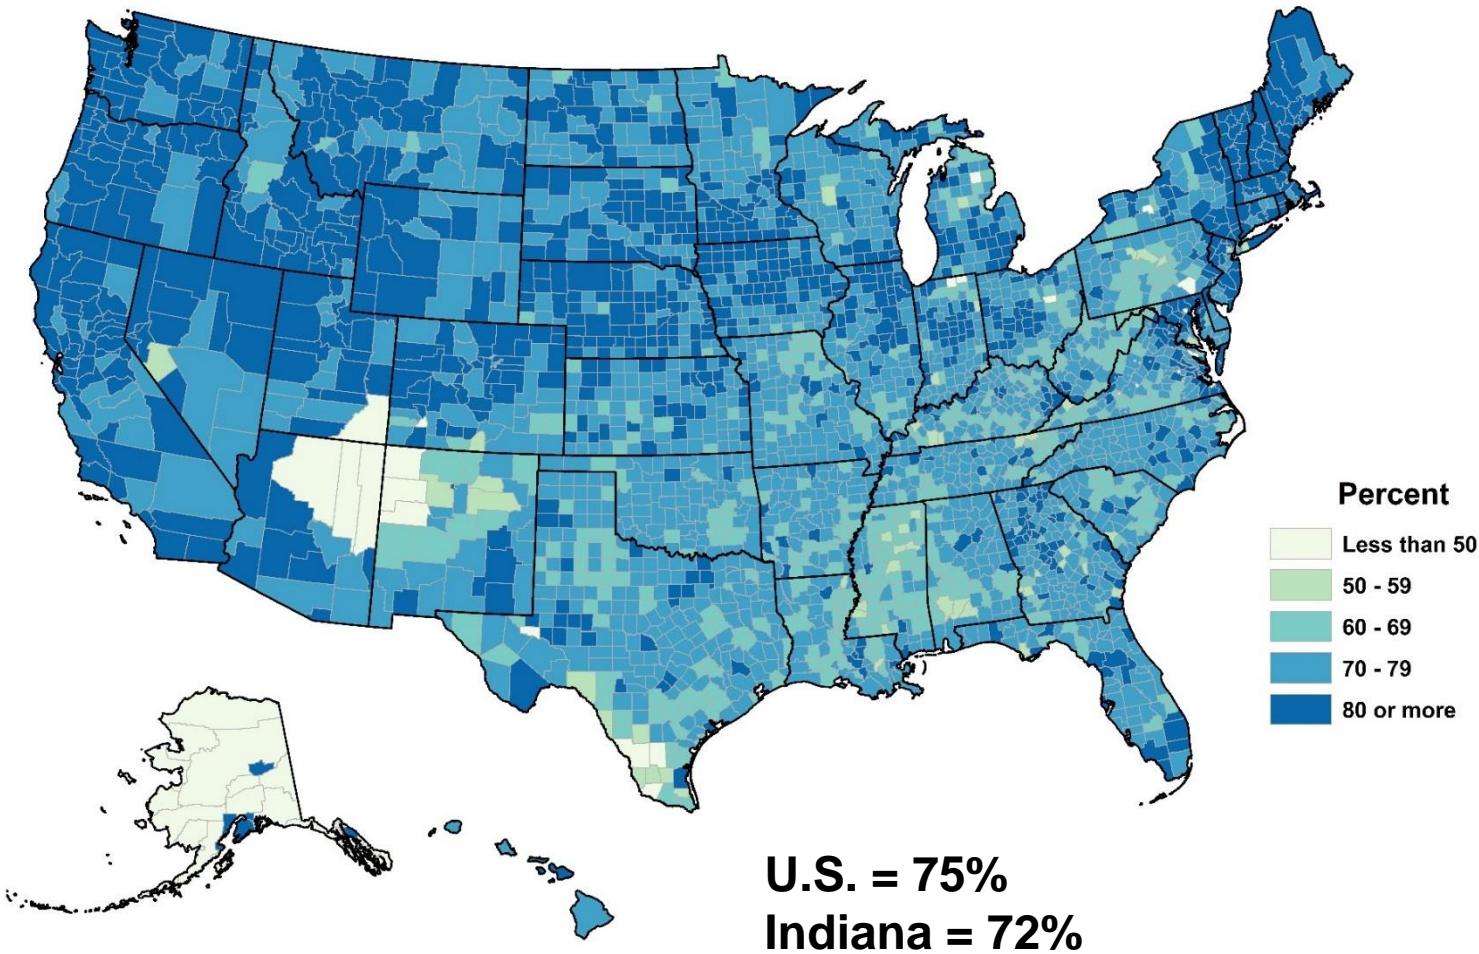 Percent
Less than 50
50 - 59
60 - 69
70 - 79
80 or more
U.S. = 75%
Indiana = 72%